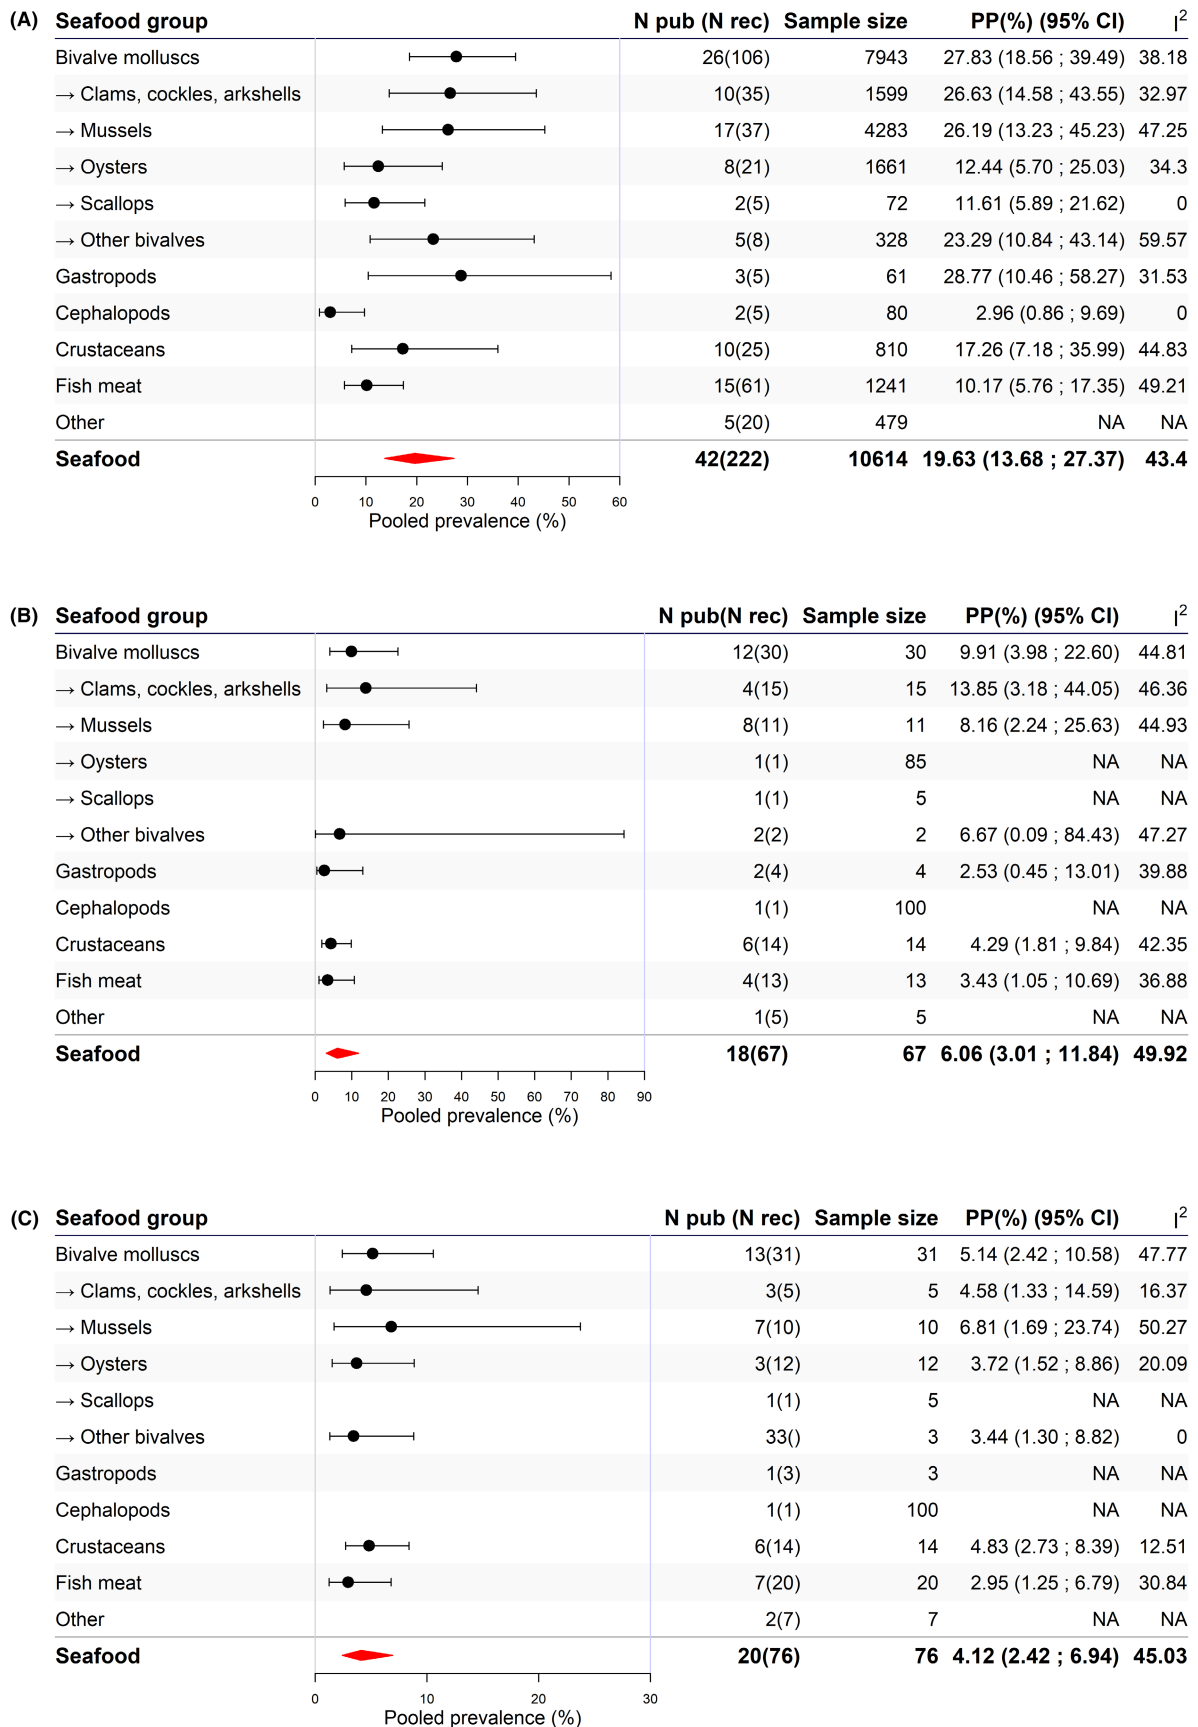 (A) Seafood group N pub (N rec) Sample size PP(%) (95% CI) I²
Bivalve molluscs 26(106) 7943 27.83 (18.56 ; 39.49) 38.18
→ Clams, cockles, arkshells 10(35) 1599 26.63 (14.58 ; 43.55) 32.97
→ Mussels 17(37) 4283 26.19 (13.23 ; 45.23) 47.25
→ Oysters 8(21) 1661 12.44 (5.70 ; 25.03) 34.3
→ Scallops 2(5) 72 11.61 (5.89 ; 21.62) 0
→ Other bivalves 5(8) 328 23.29 (10.84 ; 43.14) 59.57
Gastropods 3(5) 61 28.77 (10.46 ; 58.27) 31.53
Cephalopods 2(5) 80 2.96 (0.86 ; 9.69) 0
Crustaceans 10(25) 810 17.26 (7.18 ; 35.99) 44.83
Fish meat 15(61) 1241 10.17 (5.76 ; 17.35) 49.21
Other 5(20) 479 NA NA
Seafood 42(222) 10614 19.63 (13.68 ; 27.37) 43.4
0 10 20 30 40 50 60
Pooled prevalence (%)
(B) Seafood group N pub(N rec) Sample size PP(%) (95% CI) I²
Bivalve molluscs 12(30) 30 9.91 (3.98 ; 22.60) 44.81
→ Clams, cockles, arkshells 4(15) 15 13.85 (3.18 ; 44.05) 46.36
→ Mussels 8(11) 11 8.16 (2.24 ; 25.63) 44.93
→ Oysters 1(1) 85 NA NA
→ Scallops 1(1) 5 NA NA
→ Other bivalves 2(2) 2 6.67 (0.09 ; 84.43) 47.27
Gastropods 2(4) 4 2.53 (0.45 ; 13.01) 39.88
Cephalopods 1(1) 100 NA NA
Crustaceans 6(14) 14 4.29 (1.81 ; 9.84) 42.35
Fish meat 4(13) 13 3.43 (1.05 ; 10.69) 36.88
Other 1(5) 5 NA NA
Seafood 18(67) 67 6.06 (3.01 ; 11.84) 49.92
0 10 20 30 40 50 60 70 80 90
Pooled prevalence (%)
(C) Seafood group N pub (N rec) Sample size PP(%) (95% CI) I²
Bivalve molluscs 13(31) 31 5.14 (2.42 ; 10.58) 47.77
→ Clams, cockles, arkshells 3(5) 5 4.58 (1.33 ; 14.59) 16.37
→ Mussels 7(10) 10 6.81 (1.69 ; 23.74) 50.27
→ Oysters 3(12) 12 3.72 (1.52 ; 8.86) 20.09
→ Scallops 1(1) 5 NA NA
→ Other bivalves 33() 3 3.44 (1.30 ; 8.82) 0
Gastropods 1(3) 3 NA NA
Cephalopods 1(1) 100 NA NA
Crustaceans 6(14) 14 4.83 (2.73 ; 8.39) 12.51
Fish meat 7(20) 20 2.95 (1.25 ; 6.79) 30.84
Other 2(7) 7 NA NA
Seafood 20(76) 76 4.12 (2.42 ; 6.94) 45.03
0 10 20 30
Pooled prevalence (%)